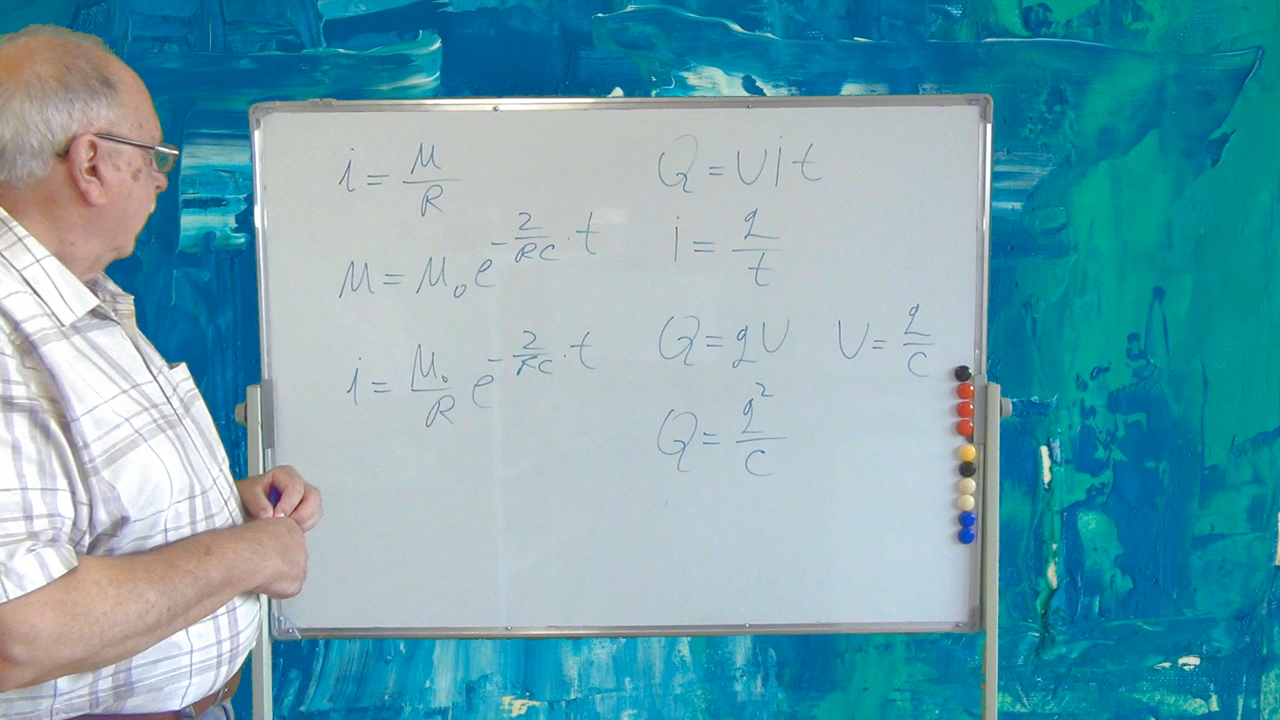 i = u/R
u = u₀e^(-2/RC · t)
i = u₀/R e^(-2/RC · t)
Q = UIt
i = q/t
Q = qU   U = q/C
Q = q²/C